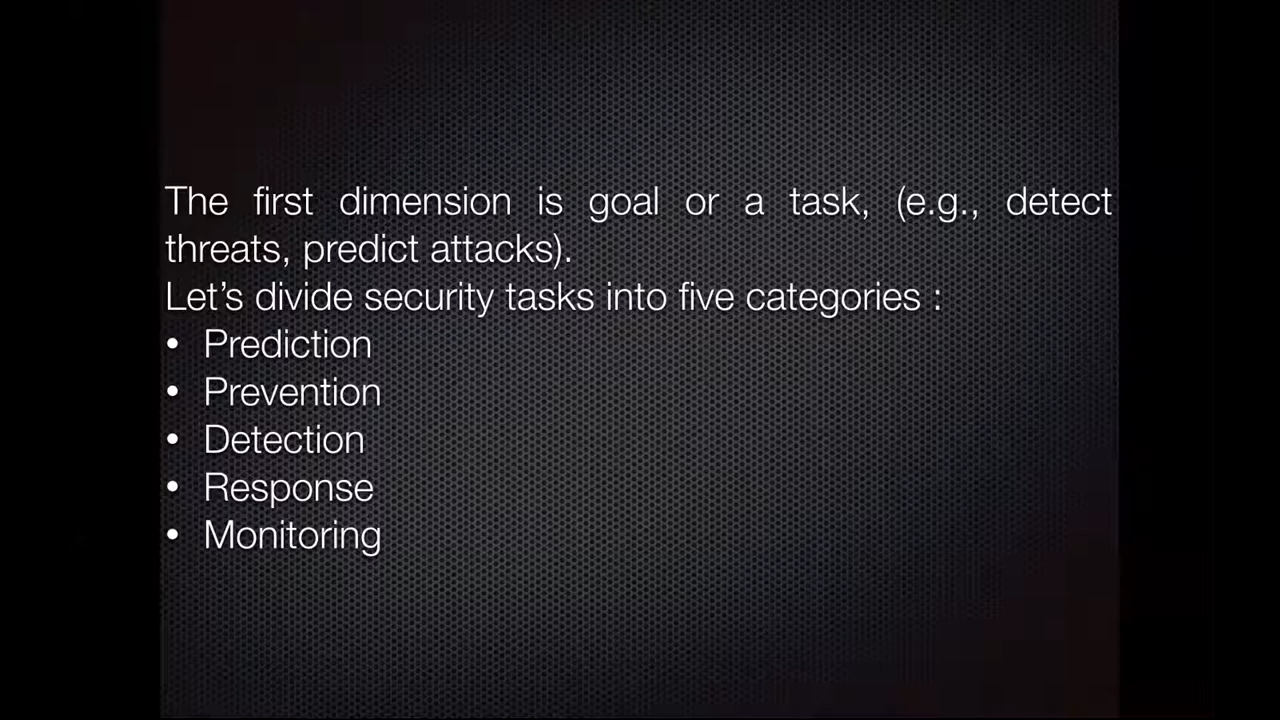 The first dimension is goal or a task, (e.g., detect
threats, predict attacks).
Let's divide security tasks into five categories :
• Prediction
• Prevention
• Detection
• Response
• Monitoring